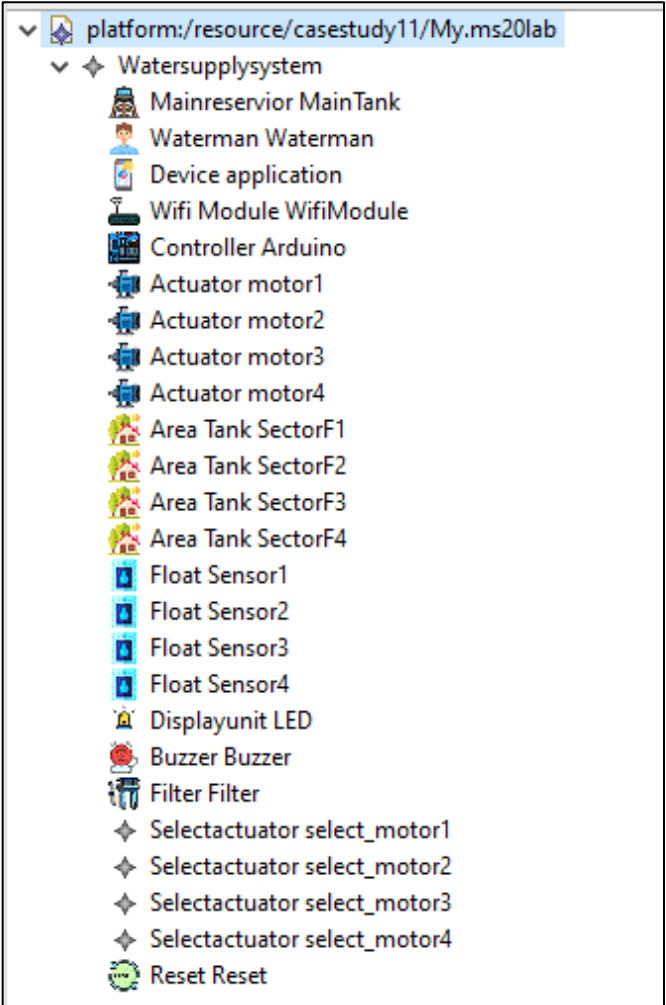 platform:/resource/casestudy11/My.ms20lab
Watersupplysystem
Mainreservior MainTank
Waterman Waterman
Device application
Wifi Module WifiModule
Controller Arduino
Actuator motor1
Actuator motor2
Actuator motor3
Actuator motor4
Area Tank SectorF1
Area Tank SectorF2
Area Tank SectorF3
Area Tank SectorF4
Float Sensor1
Float Sensor2
Float Sensor3
Float Sensor4
Displayunit LED
Buzzer Buzzer
Filter Filter
Selectactuator select_motor1
Selectactuator select_motor2
Selectactuator select_motor3
Selectactuator select_motor4
Reset Reset